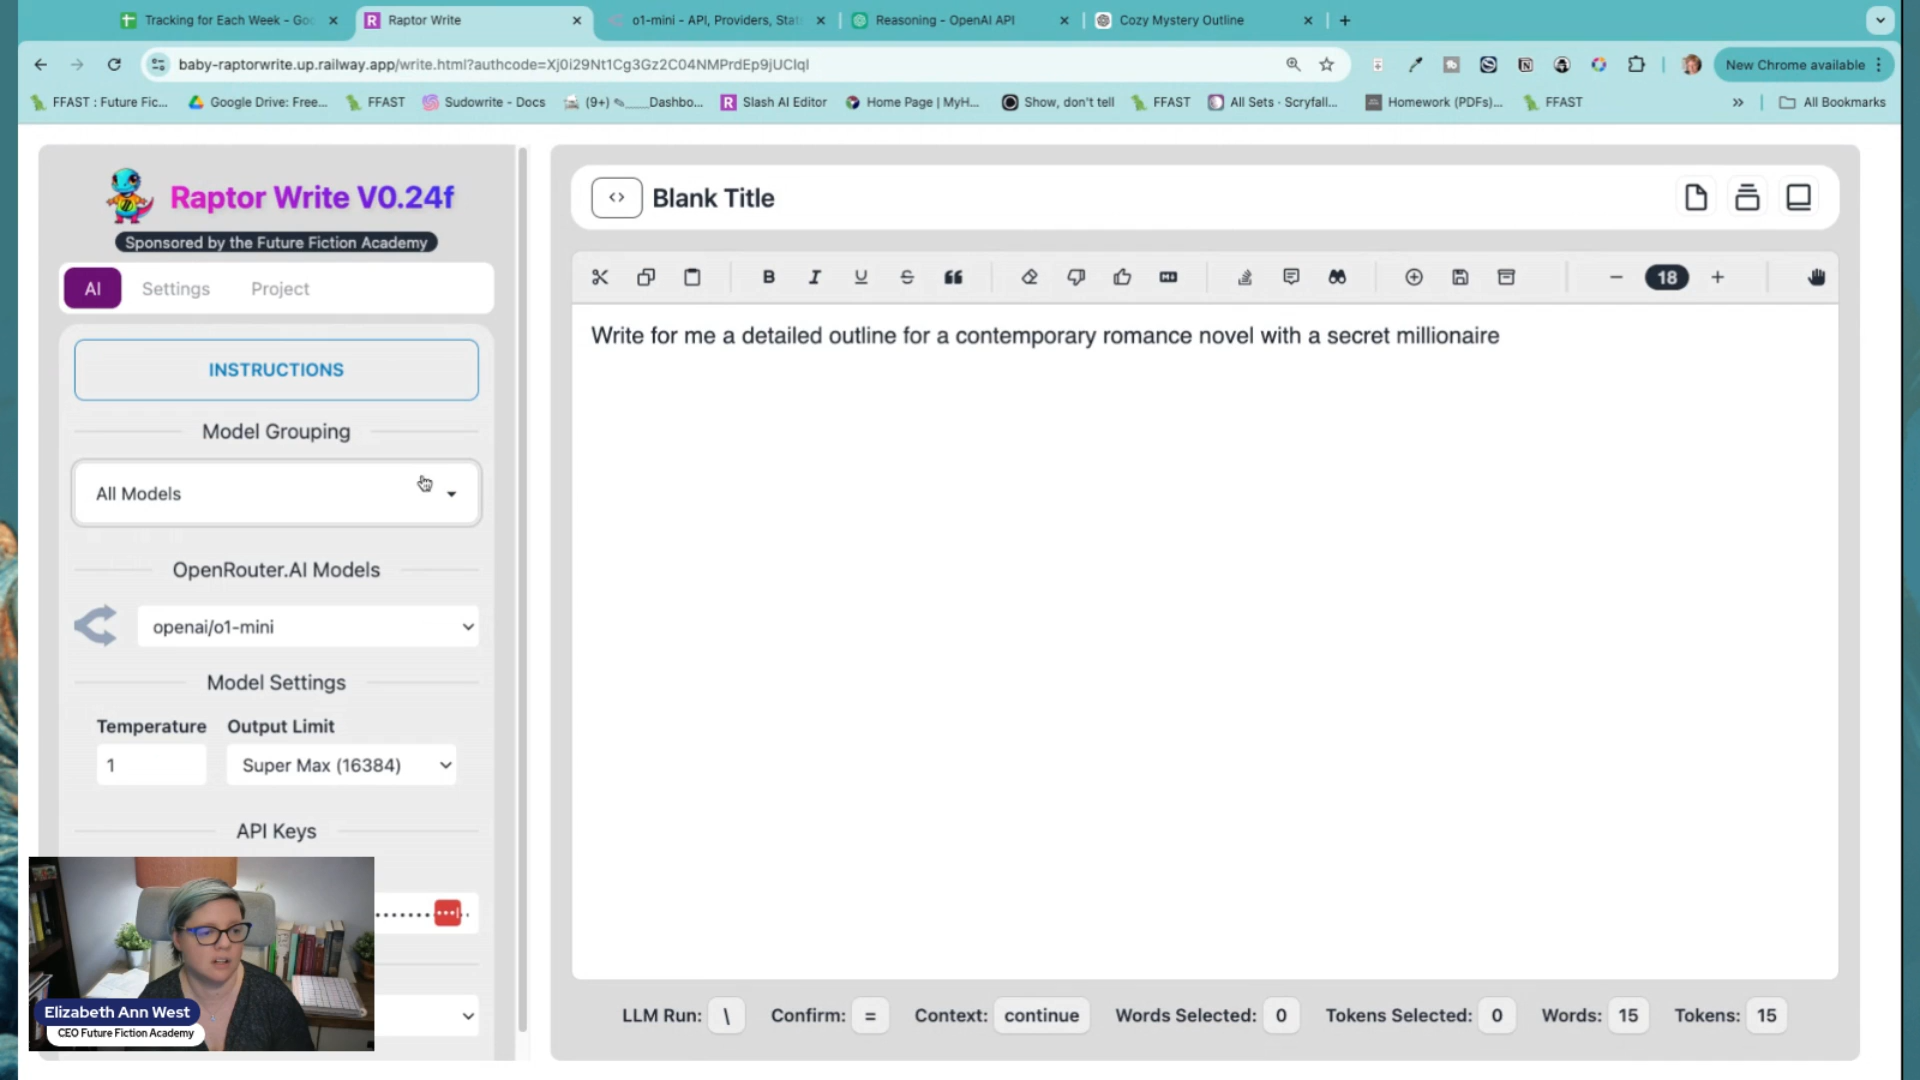 Tracking for Each Week - Goo
Raptor Write
o1-mini - API, Providers, Stat
Reasoning - OpenAI API
Cozy Mystery Outline
baby-raptorwrite.up.railway.app/write.html?authcode=Xj0i29Nt1Cg3Gz2C04NMPrdEp9jUCIqI
New Chrome available
FFAST : Future Fic...
Google Drive: Free...
FFAST
Sudowrite - Docs
(9+) ✎____Dashbo...
Slash AI Editor
Home Page | MyH...
Show, don't tell
FFAST
All Sets · Scryfall...
Homework (PDFs)...
FFAST
»
All Bookmarks
Raptor Write V0.24f
Sponsored by the Future Fiction Academy
AI Settings Project
INSTRUCTIONS
Model Grouping
All Models
OpenRouter.AI Models
openai/o1-mini
Model Settings
Temperature Output Limit
1 Super Max (16384)
API Keys
Elizabeth Ann West
CEO Future Fiction Academy
<> Blank Title
B I U S 18
Write for me a detailed outline for a contemporary romance novel with a secret millionaire
LLM Run: \ Confirm: = Context: continue Words Selected: 0 Tokens Selected: 0 Words: 15 Tokens: 15